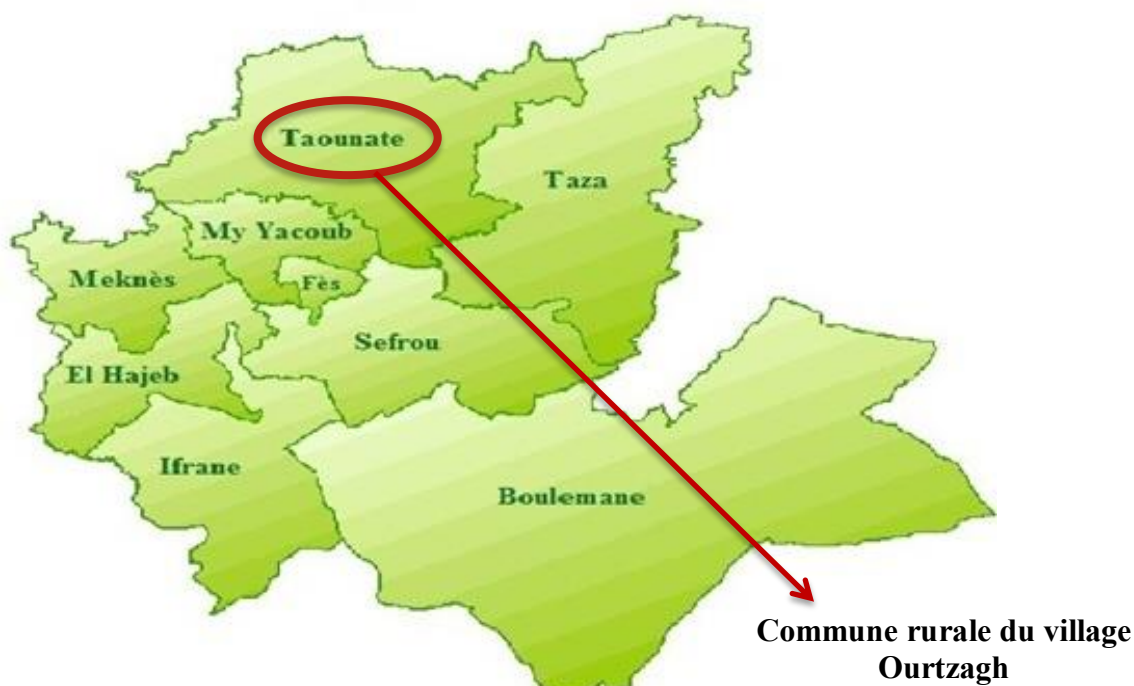 Taounate
Taza
My Yacoub
Meknès
Fès
Sefrou
El Hajeb
Ifrane
Boulemane
Commune rurale du village
Ourtzagh